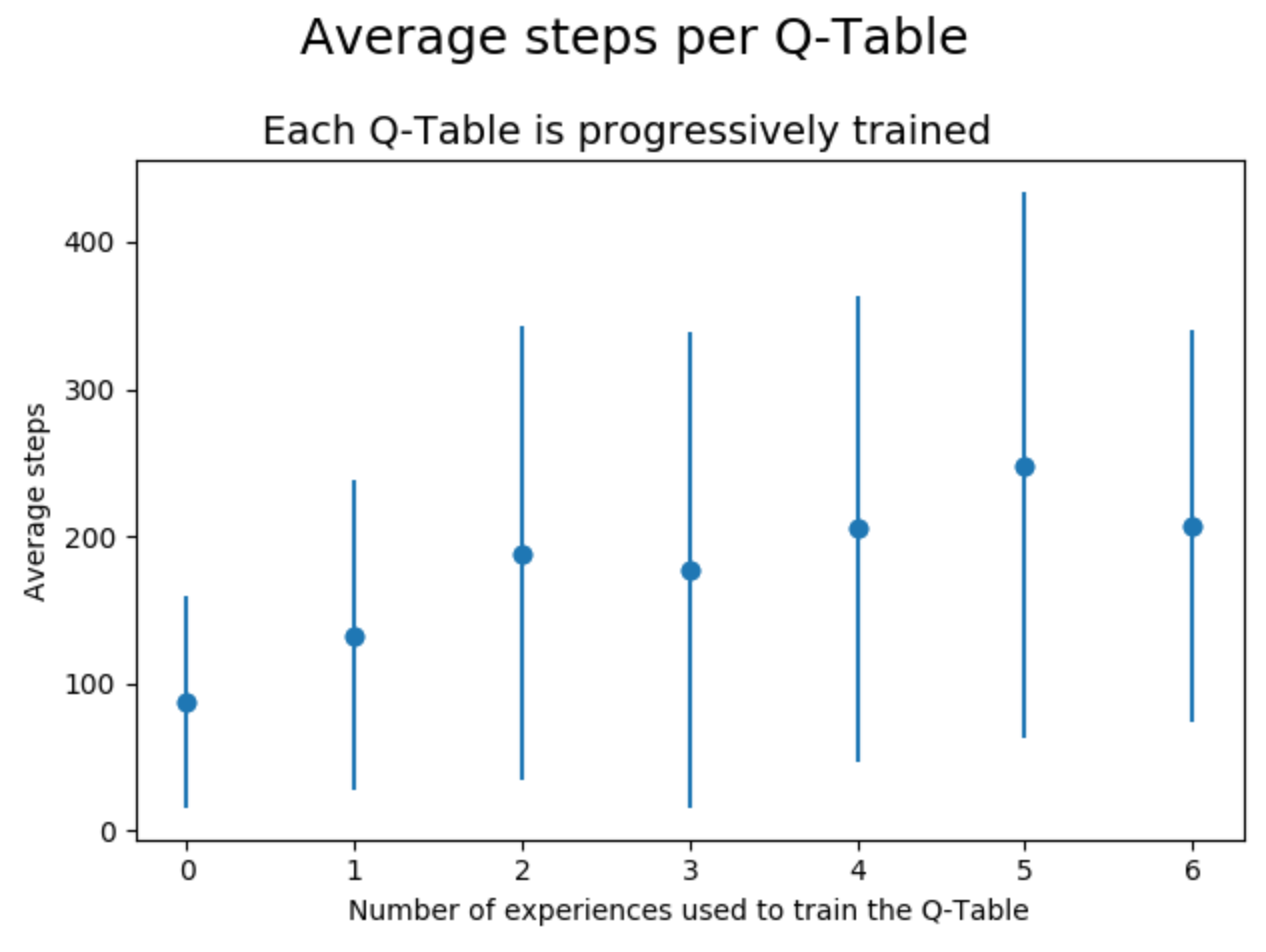 Average steps per Q-Table
Each Q-Table is progressively trained
400
300
200
100
0
Average steps
0 1 2 3 4 5 6
Number of experiences used to train the Q-Table